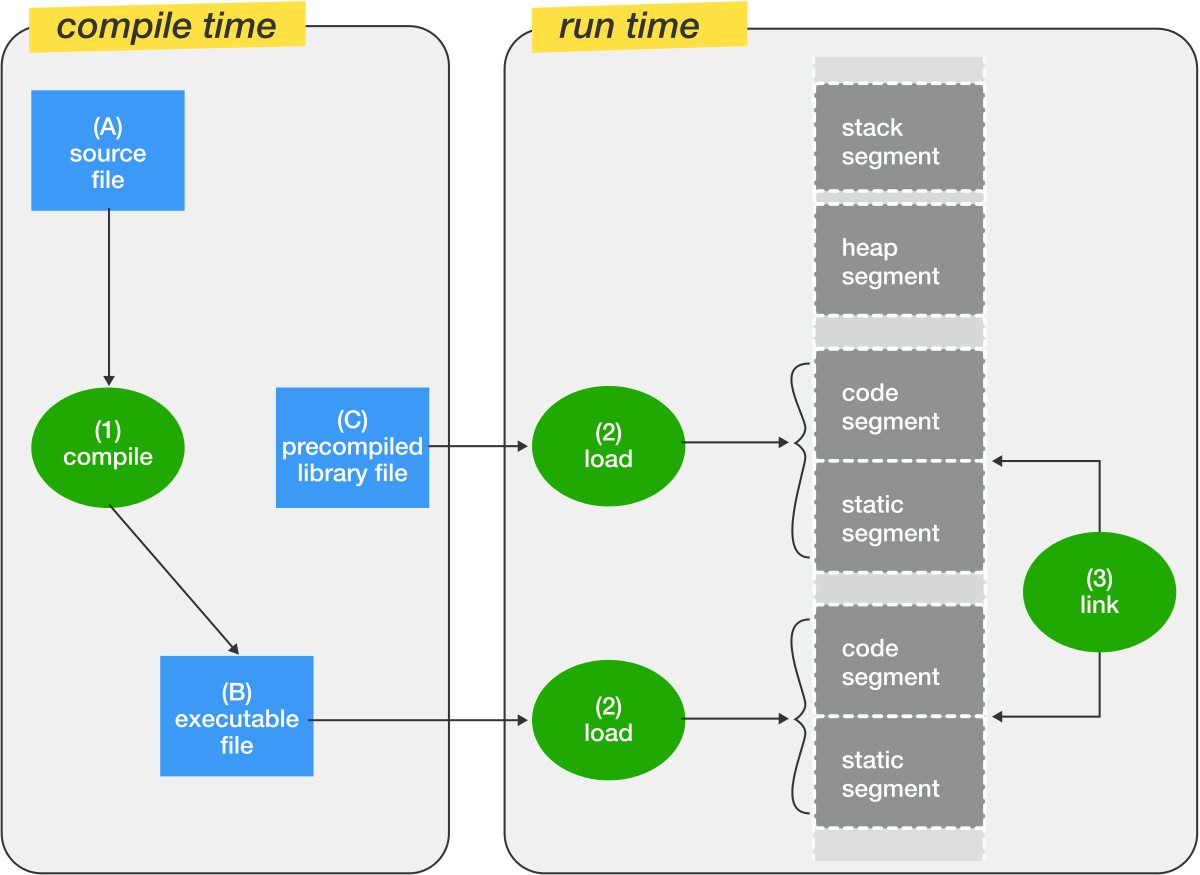 compile time
run time
(A)
source
file
(1)
compile
(C)
precompiled
library file
(B)
executable
file
(2)
load
(2)
load
stack
segment
heap
segment
code
segment
static
segment
code
segment
static
segment
(3)
link